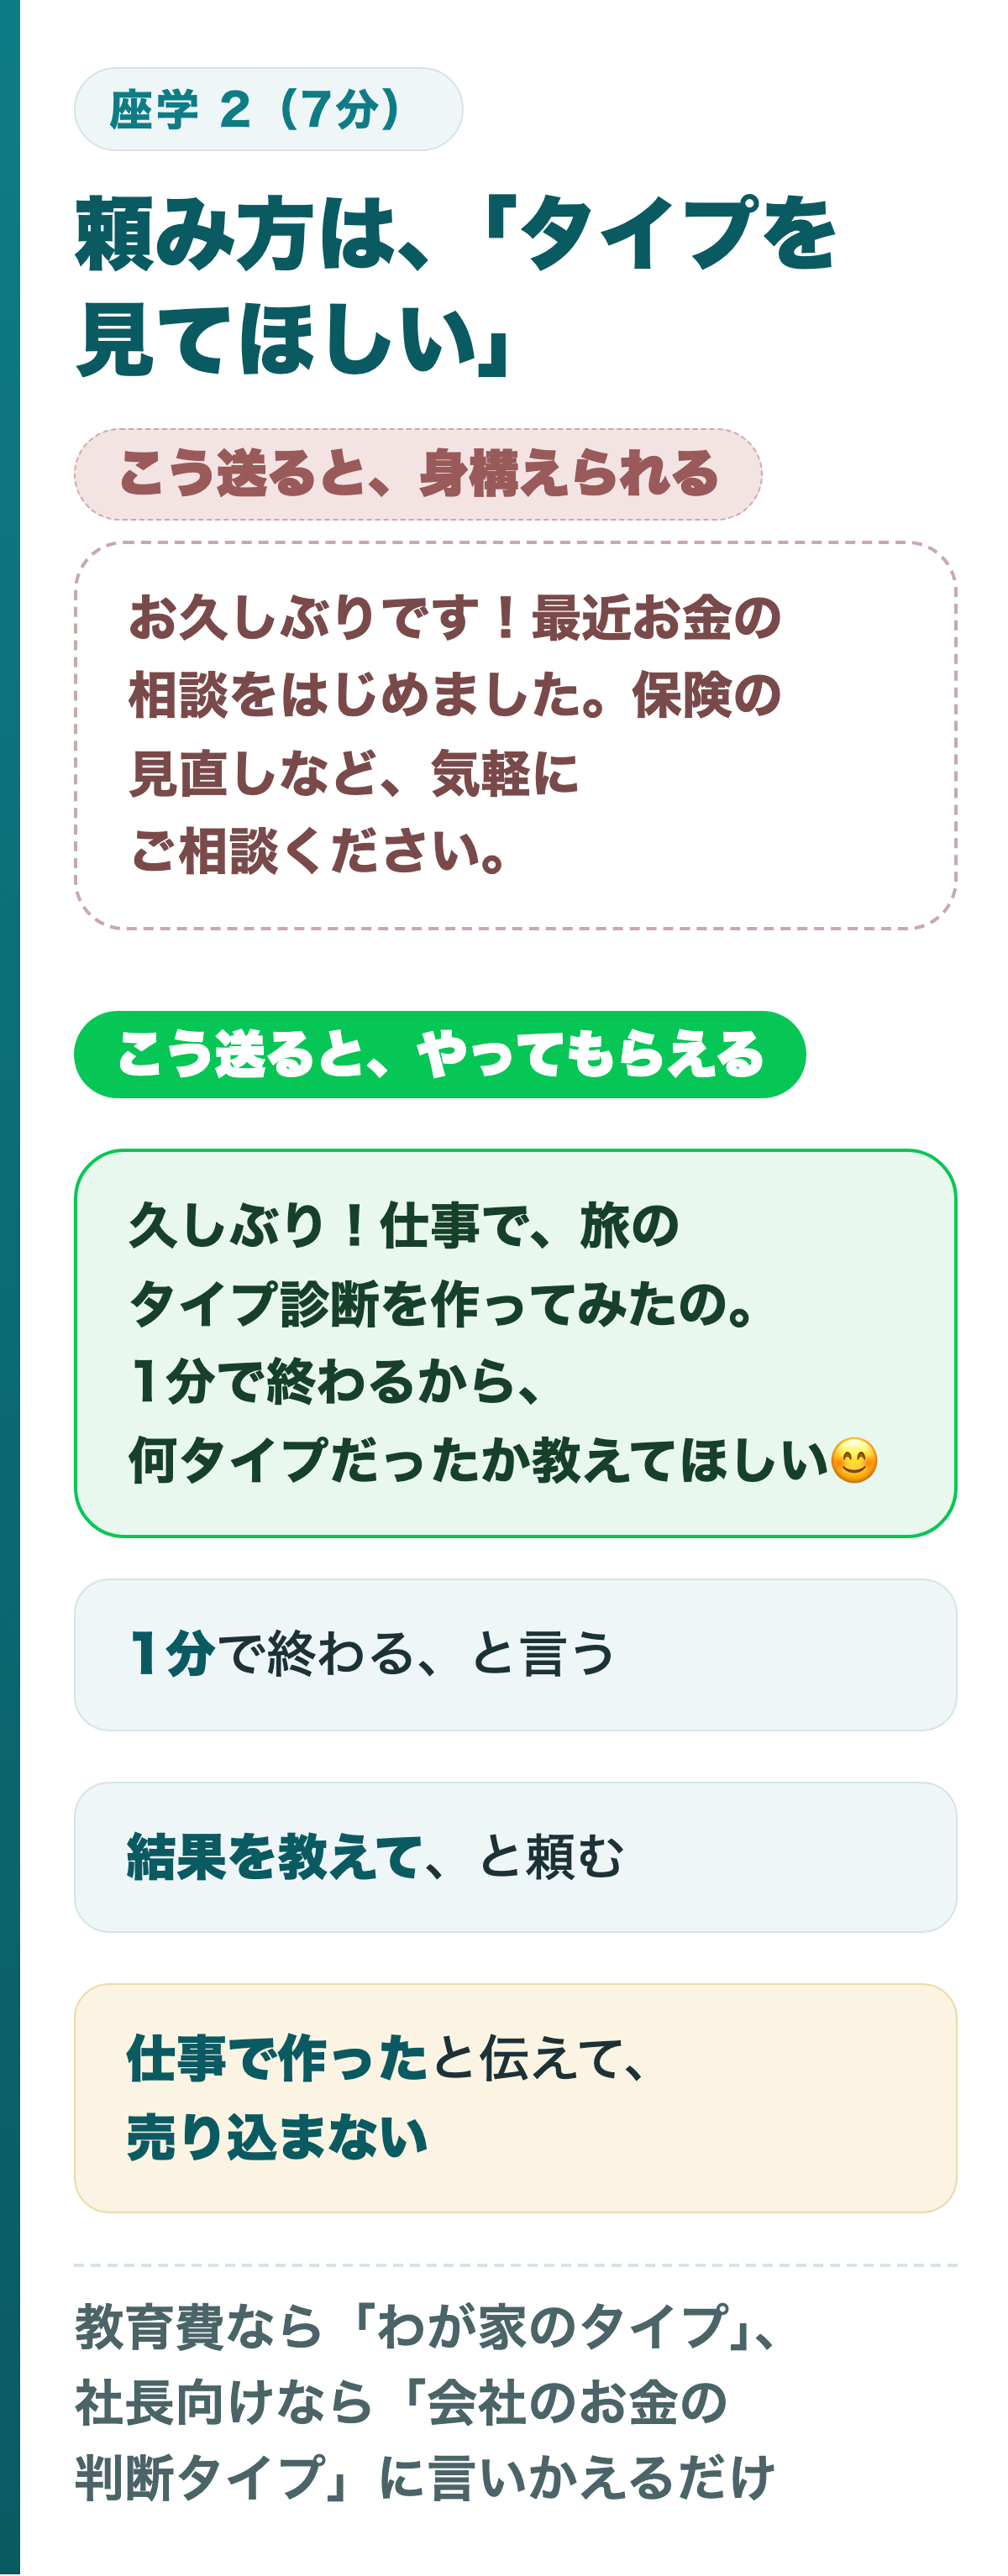 座学 2（7分）
頼み方は、「タイプを
見てほしい」
こう送ると、身構えられる
お久しぶりです！最近お金の
相談をはじめました。保険の
見直しなど、気軽に
ご相談ください。
こう送ると、やってもらえる
久しぶり！仕事で、旅の
タイプ診断を作ってみたの。
1分で終わるから、
何タイプだったか教えてほしい😊
1分で終わる、と言う
結果を教えて、と頼む
仕事で作ったと伝えて、
売り込まない
教育費なら「わが家のタイプ」、
社長向けなら「会社のお金の
判断タイプ」に言いかえるだけ